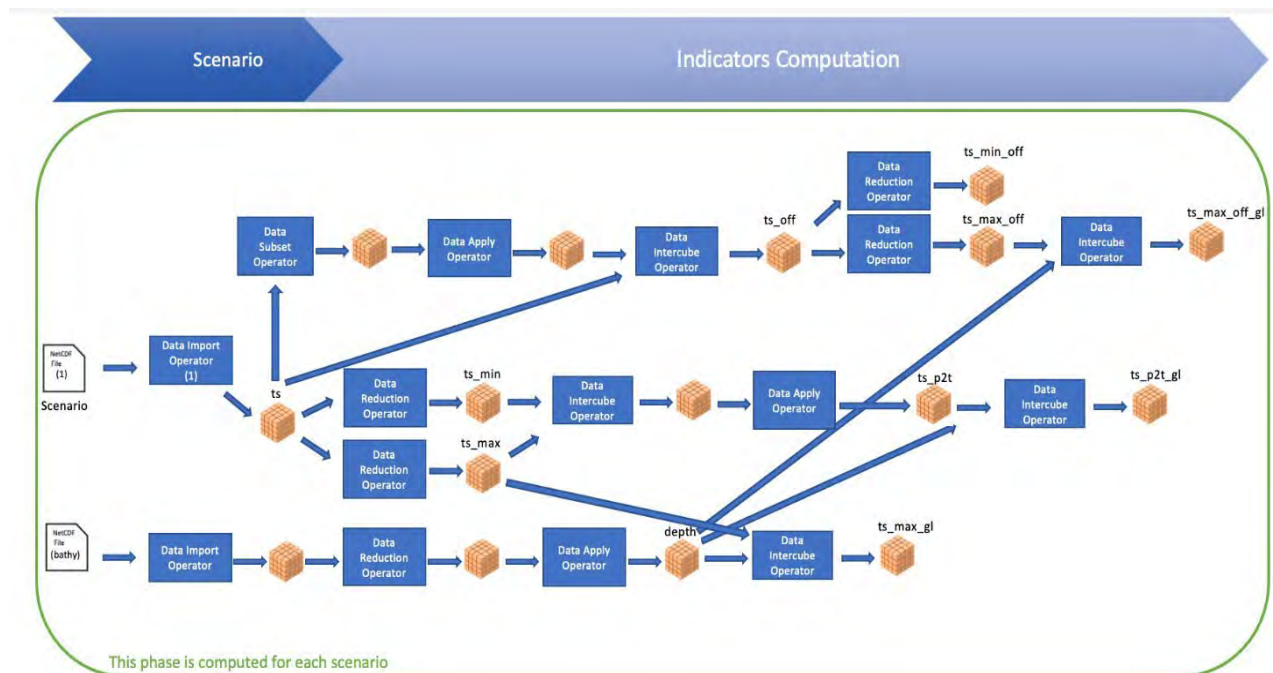 Scenario
Indicators Computation
ts_min_off
Data
Reduction
Operator
ts_off
ts_max_off
ts_max_off_gl
Data
Subset
Operator
Data Apply
Operator
Data
Intercube
Operator
Data
Reduction
Operator
Data
Intercube
Operator
NetCDF
File
(1)
Scenario
Data Import
Operator
(1)
ts
Data
Reduction
Operator
ts_min
Data
Intercube
Operator
Data Apply
Operator
ts_p2t
Data
Intercube
Operator
ts_p2t_gl
Data
Reduction
Operator
ts_max
NetCDF
File
(bathy)
Data Import
Operator
Data
Reduction
Operator
Data Apply
Operator
depth
Data
Intercube
Operator
ts_max_gl
This phase is computed for each scenario